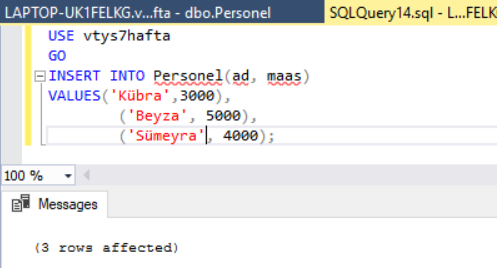 LAPTOP-UK1FELKG.v...fta - dbo.Personel
SQLQuery14.sql - L...FELK
USE vtys7hafta
GO
INSERT INTO Personel(ad, maas)
VALUES('Kübra',3000),
('Beyza', 5000),
('Sümeyra', 4000);
100 %
Messages
(3 rows affected)